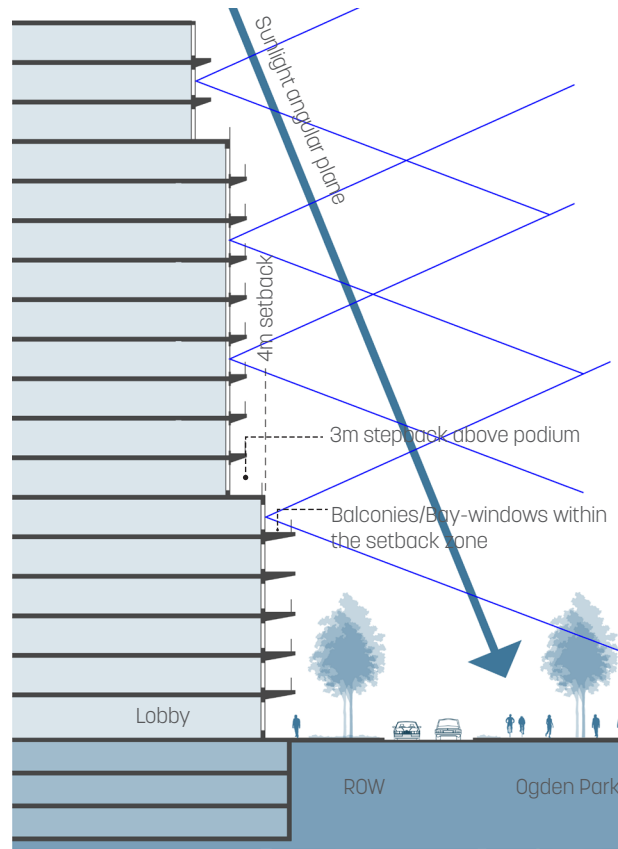 Sunlight angular plane
4m setback
3m stepback above podium
Balconies/Bay-windows within
the setback zone
Lobby
ROW
Ogden Park